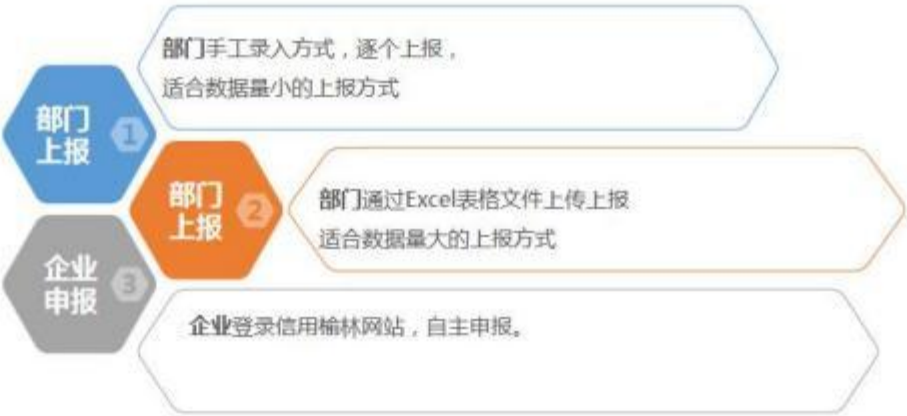 部门手工录入方式，逐个上报，
适合数据量小的上报方式
部门
上报
1
部门
上报
2
部门通过Excel表格文件上传上报
适合数据量大的上报方式
企业
申报
3
企业登录信用榆林网站，自主申报。